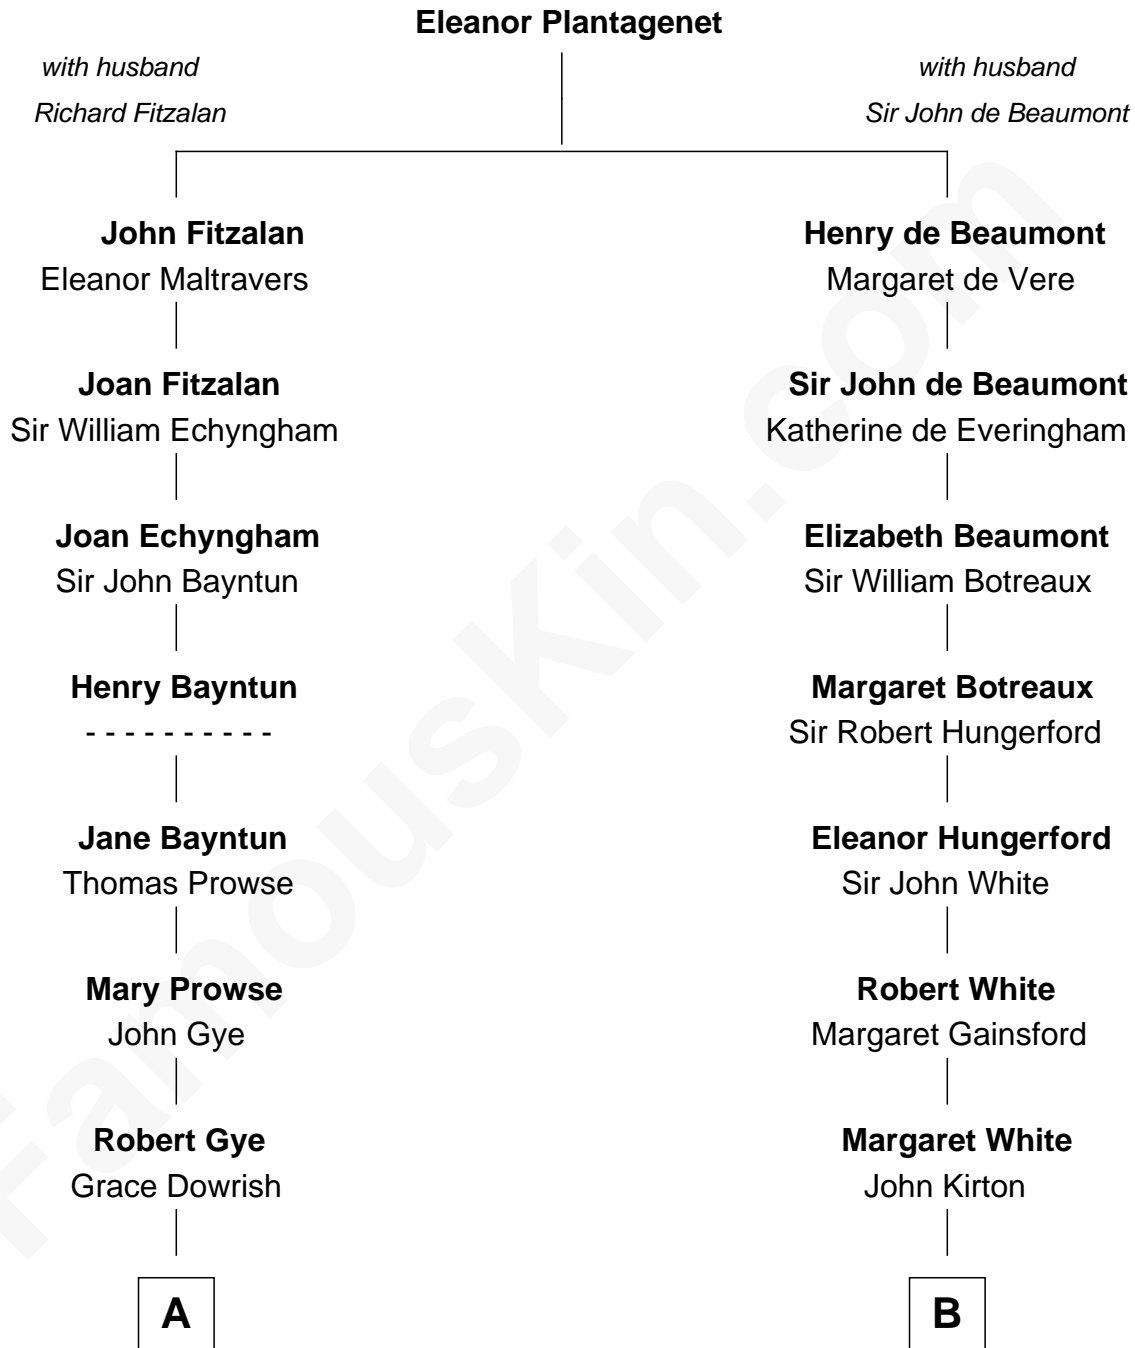 Eleanor Plantagenet
with husband
Richard Fitzalan
with husband
Sir John de Beaumont
John Fitzalan
Eleanor Maltravers
Henry de Beaumont
Margaret de Vere
Joan Fitzalan
Sir William Echyngham
Sir John de Beaumont
Katherine de Everingham
Joan Echyngham
Sir John Bayntun
Elizabeth Beaumont
Sir William Botreaux
Henry Bayntun
- - - - - - - - - -
Margaret Botreaux
Sir Robert Hungerford
Jane Bayntun
Thomas Prowse
Eleanor Hungerford
Sir John White
Mary Prowse
John Gye
Robert White
Margaret Gainsford
Robert Gye
Grace Dowrish
Margaret White
John Kirton
A
B
FamousKin.com